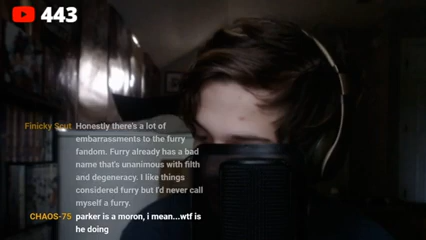 443
Finicky Scut Honestly there's a lot of
embarrassments to the furry
fandom. Furry already has a bad
name that's unanimous with filth
and degeneracy. I like things
considered furry but I'd never call
myself a furry.
CHAOS-75 parker is a moron, i mean...wtf is
he doing